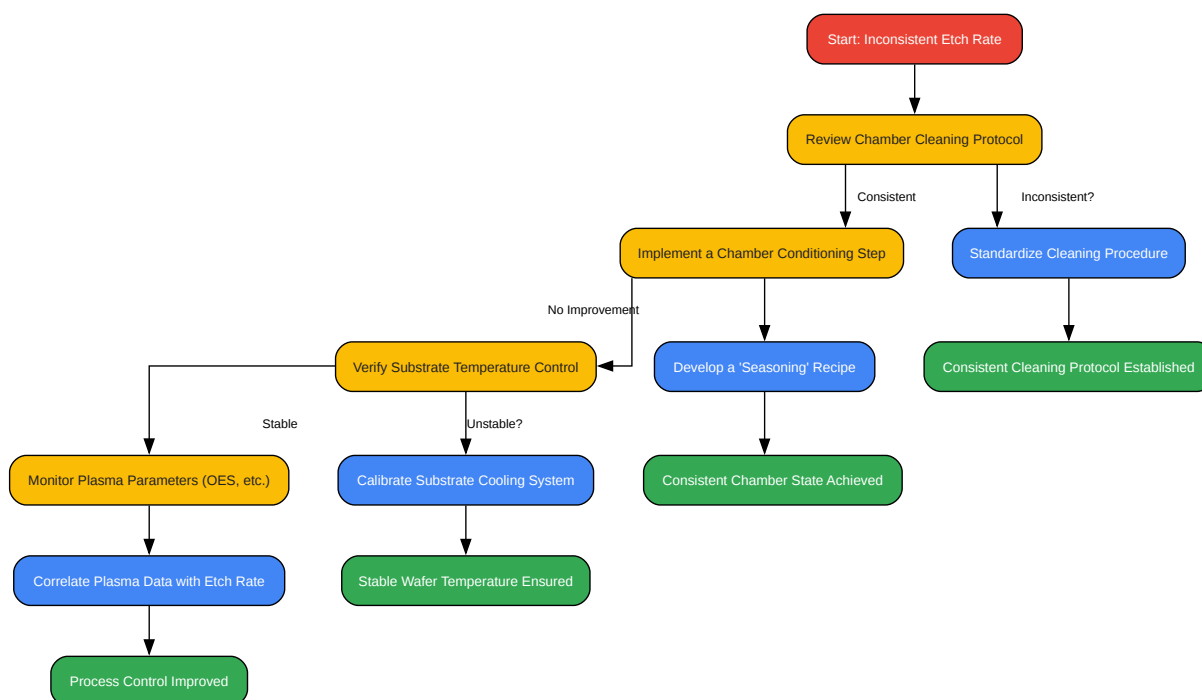 Start: Inconsistent Etch Rate
Review Chamber Cleaning Protocol
Consistent
Inconsistent?
Implement a Chamber Conditioning Step
Standardize Cleaning Procedure
No Improvement
Verify Substrate Temperature Control
Develop a 'Seasoning' Recipe
Consistent Cleaning Protocol Established
Stable
Unstable?
Monitor Plasma Parameters (OES, etc.)
Calibrate Substrate Cooling System
Consistent Chamber State Achieved
Correlate Plasma Data with Etch Rate
Stable Wafer Temperature Ensured
Process Control Improved